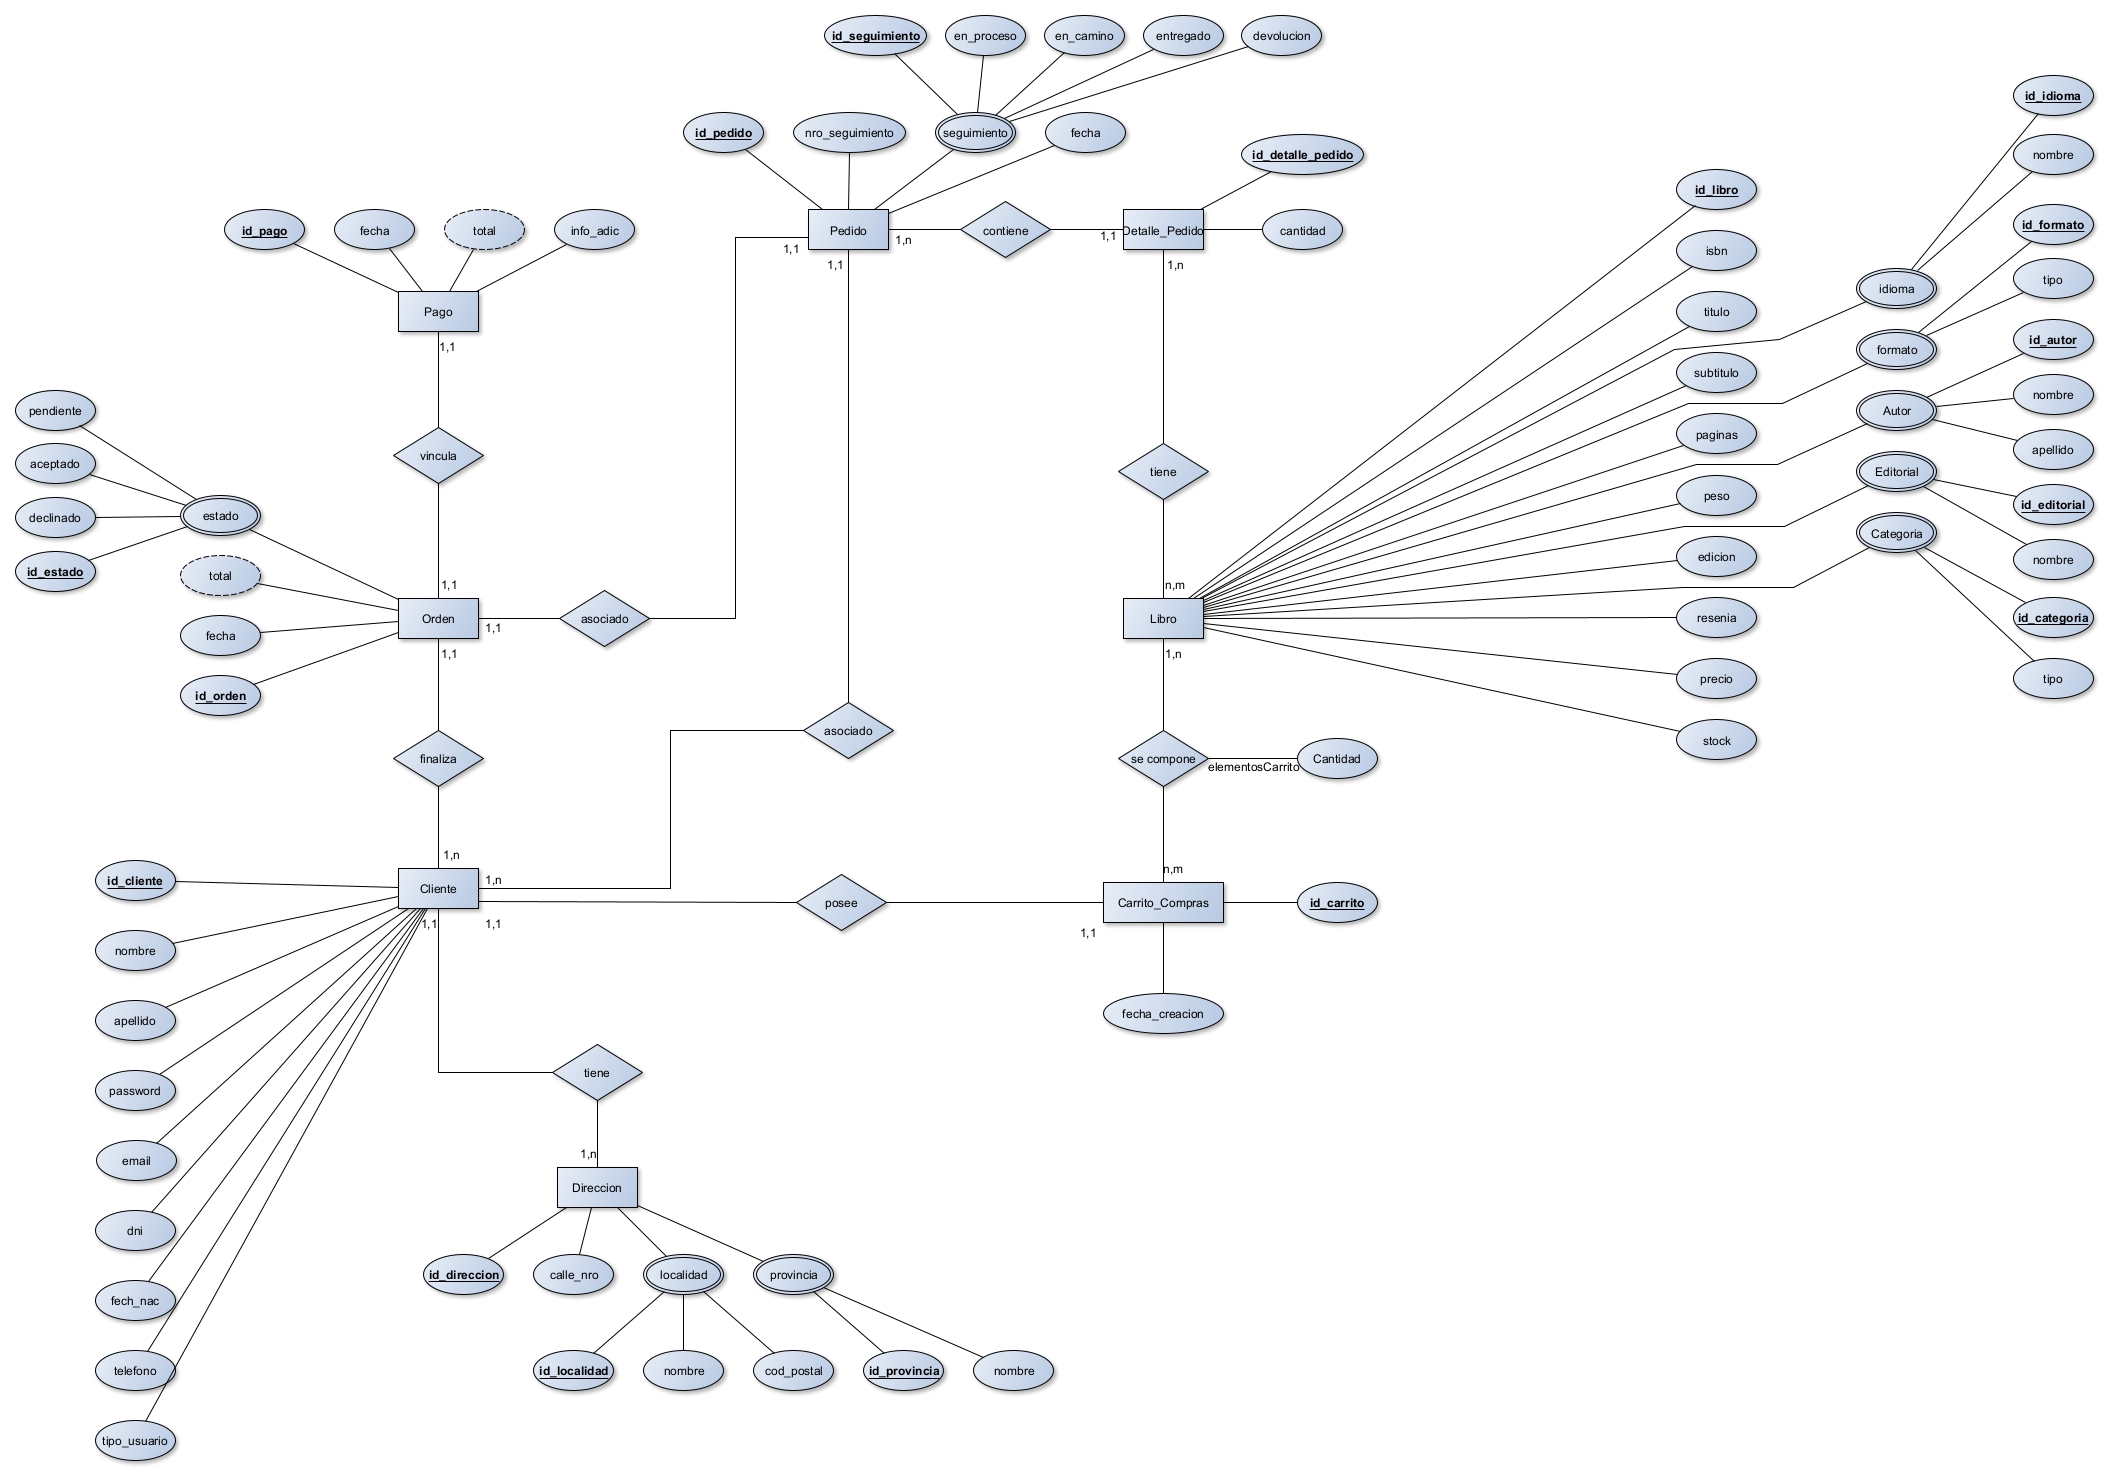 id_seguimiento
en_proceso
en_camino
entregado
devolucion
id_idioma
id_pedido
nro_seguimiento
seguimiento
fecha
id_detalle_pedido
nombre
id_libro
id_pago
fecha
total
info_adic
Pedido
1,n
contiene
1,1
Detalle_Pedido
cantidad
id_formato
1,1
1,1
1,n
isbn
tipo
idioma
Pago
titulo
1,1
id_autor
formato
subtitulo
nombre
pendiente
Autor
paginas
apellido
vincula
aceptado
tiene
Editorial
peso
id_editorial
declinado
estado
Categoria
edicion
nombre
id_estado
total
1,1
n,m
Orden
1,1
asociado
Libro
resenia
id_categoria
fecha
1,1
1,n
precio
tipo
id_orden
asociado
stock
finaliza
se compone
elementosCarrito
Cantidad
1,n
n,m
id_cliente
Cliente
1,n
posee
Carrito_Compras
id_carrito
1,1
1,1
1,1
nombre
apellido
fecha_creacion
tiene
password
1,n
email
Direccion
dni
id_direccion
calle_nro
localidad
provincia
fech_nac
telefono
id_localidad
nombre
cod_postal
id_provincia
nombre
tipo_usuario